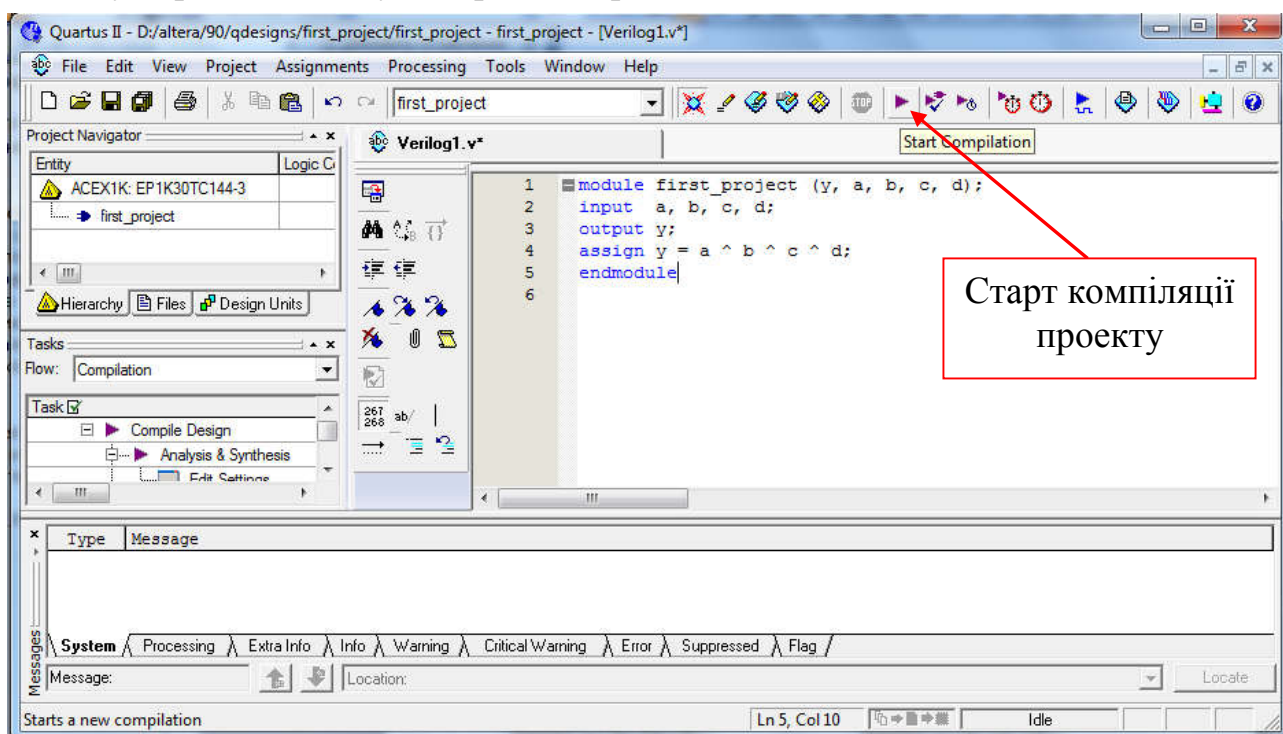 Quartus II - D:/altera/90/qdesigns/first_project/first_project - first_project - [Verilog1.v*]
File Edit View Project Assignments Processing Tools Window Help
first_project
STOP
Project Navigator
Verilog1.v*
Start Compilation
Entity
Logic C
ACEX1K: EP1K30TC144-3
first_project
1 module first_project (y, a, b, c, d);
2 input a, b, c, d;
3 output y;
4 assign y = a ^ b ^ c ^ d;
5 endmodule
6
Hierarchy Files Design Units
Старт компіляції
проекту
Tasks
Flow: Compilation
Task
267
268 ab/
Compile Design
Analysis & Synthesis
Edit Settings
Type Message
Messages
System Processing Extra Info Info Warning Critical Warning Error Suppressed Flag
Message: Location: Locate
Starts a new compilation Ln 5, Col 10 Idle